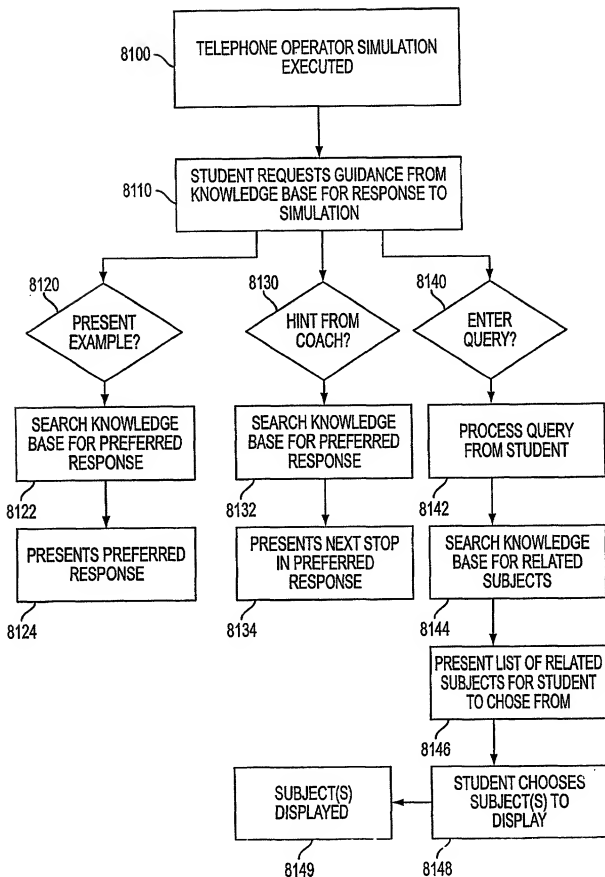 TELEPHONE OPERATOR SIMULATION
EXECUTED
8100
STUDENT REQUESTS GUIDANCE FROM
KNOWLEDGE BASE FOR RESPONSE TO
SIMULATION
8110
8120
PRESENT
EXAMPLE?
8130
HINT FROM
COACH?
8140
ENTER
QUERY?
SEARCH KNOWLEDGE
BASE FOR PREFERRED
RESPONSE
8122
SEARCH KNOWLEDGE
BASE FOR PREFERRED
RESPONSE
8132
PROCESS QUERY
FROM STUDENT
8142
PRESENTS PREFERRED
RESPONSE
8124
PRESENTS NEXT STOP
IN PREFERRED
RESPONSE
8134
SEARCH KNOWLEDGE
BASE FOR RELATED
SUBJECTS
8144
PRESENT LIST OF RELATED
SUBJECTS FOR STUDENT
TO CHOSE FROM
8146
SUBJECT(S)
DISPLAYED
8149
STUDENT CHOOSES
SUBJECT(S) TO
DISPLAY
8148